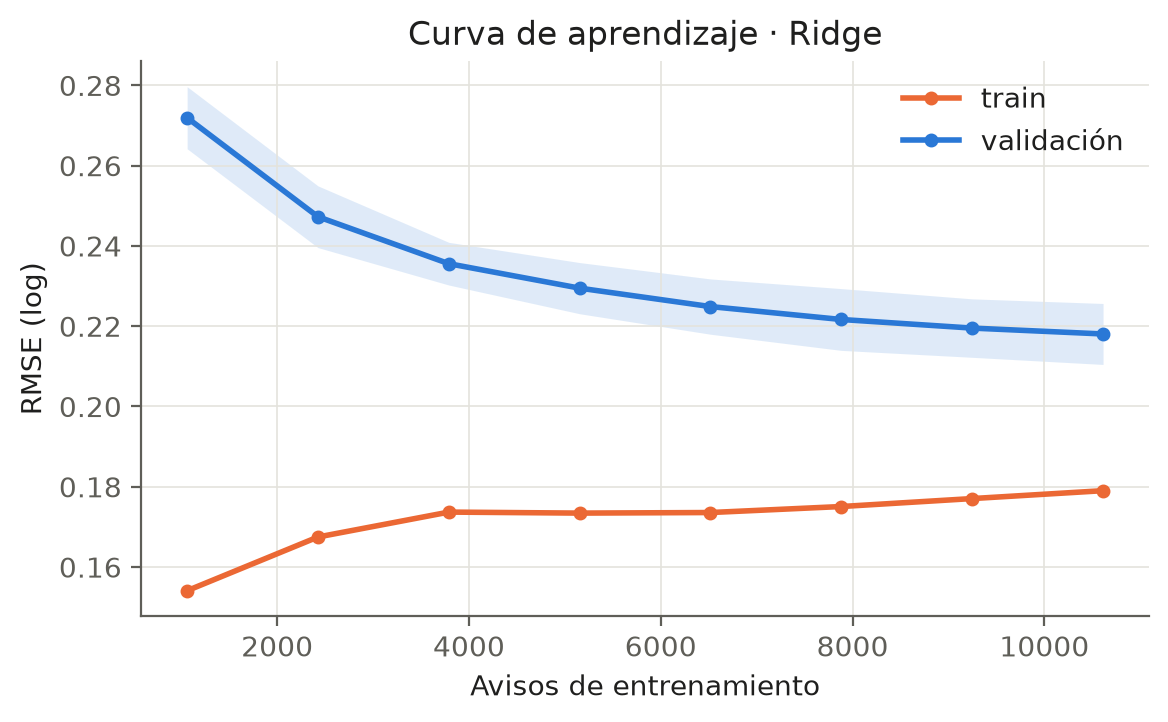 Curva de aprendizaje · Ridge
train
validación
RMSE (log)
0.28
0.26
0.24
0.22
0.20
0.18
0.16
2000 4000 6000 8000 10000
Avisos de entrenamiento